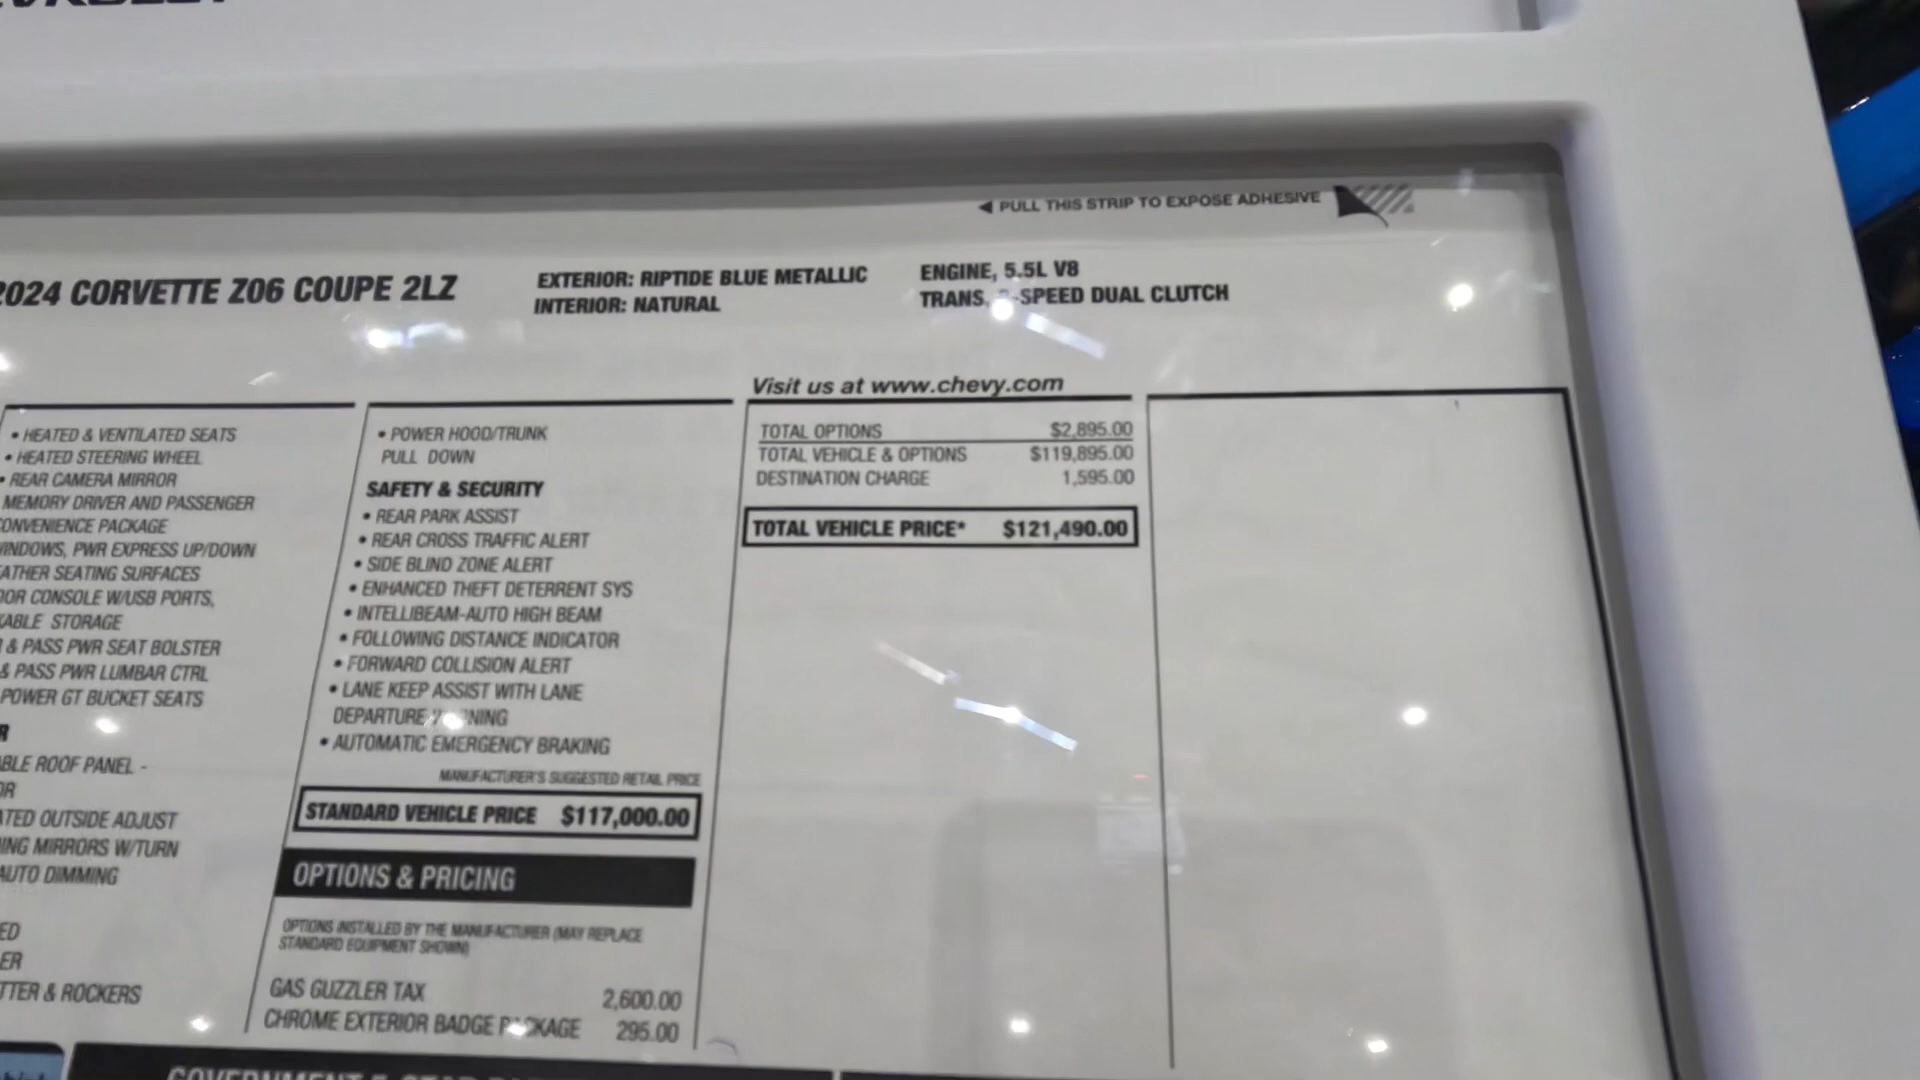 ◀ PULL THIS STRIP TO EXPOSE ADHESIVE
2024 CORVETTE Z06 COUPE 2LZ
EXTERIOR: RIPTIDE BLUE METALLIC
INTERIOR: NATURAL
ENGINE, 5.5L V8
TRANS, -SPEED DUAL CLUTCH
• HEATED & VENTILATED SEATS
• HEATED STEERING WHEEL
• REAR CAMERA MIRROR
MEMORY DRIVER AND PASSENGER
CONVENIENCE PACKAGE
WINDOWS, PWR EXPRESS UP/DOWN
SEATING SURFACES
CONSOLE W/USB PORTS,
STORAGE
& PASS PWR SEAT BOLSTER
& PASS PWR LUMBAR CTRL
POWER GT BUCKET SEATS
ROOF PANEL -
OUTSIDE ADJUST
MIRRORS W/TURN
AUTO DIMMING
& ROCKERS
• POWER HOOD/TRUNK
PULL DOWN
SAFETY & SECURITY
• REAR PARK ASSIST
• REAR CROSS TRAFFIC ALERT
• SIDE BLIND ZONE ALERT
• ENHANCED THEFT DETERRENT SYS
• INTELLIBEAM-AUTO HIGH BEAM
• FOLLOWING DISTANCE INDICATOR
• FORWARD COLLISION ALERT
• LANE KEEP ASSIST WITH LANE
DEPARTURE WARNING
• AUTOMATIC EMERGENCY BRAKING
MANUFACTURER'S SUGGESTED RETAIL PRICE
STANDARD VEHICLE PRICE $117,000.00
OPTIONS & PRICING
OPTIONS INSTALLED BY THE MANUFACTURER (MAY REPLACE
STANDARD EQUIPMENT SHOWN)
GAS GUZZLER TAX 2,600.00
CHROME EXTERIOR BADGE PACKAGE 295.00
Visit us at www.chevy.com
TOTAL OPTIONS $2,895.00
TOTAL VEHICLE & OPTIONS $119,895.00
DESTINATION CHARGE 1,595.00
TOTAL VEHICLE PRICE* $121,490.00